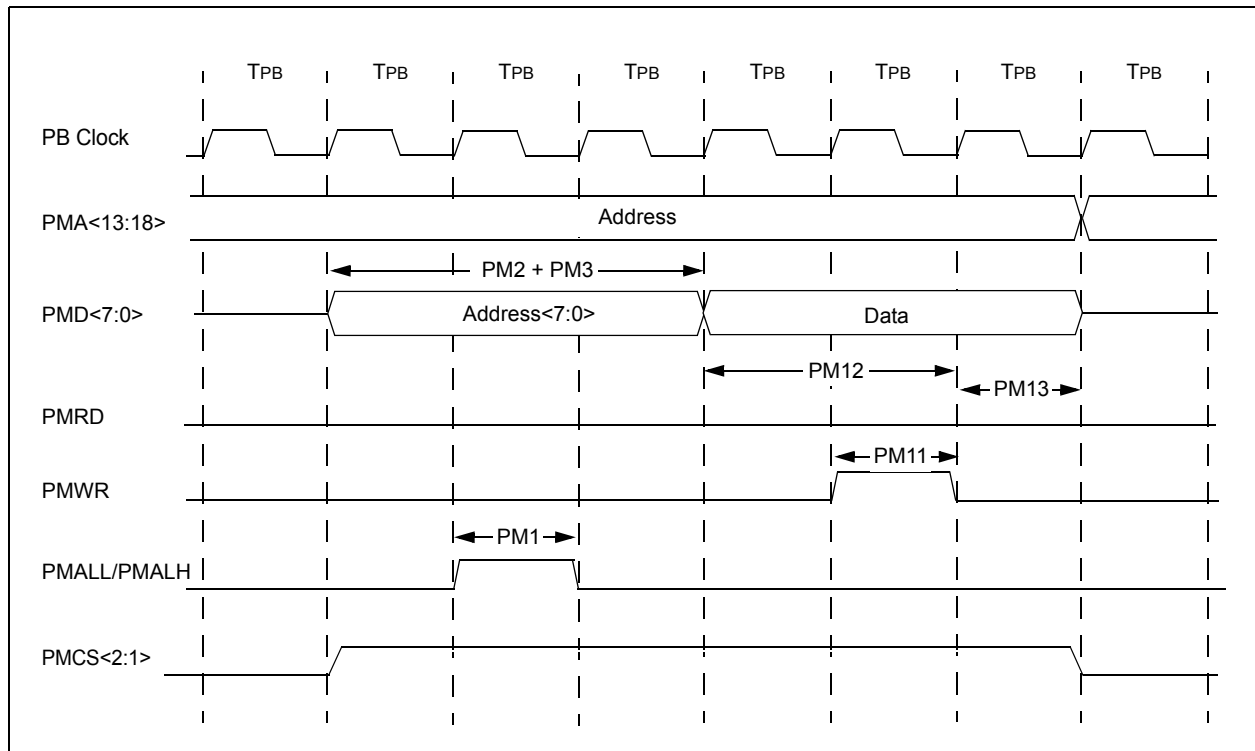 TPB TPB TPB TPB TPB TPB TPB TPB
PB Clock
PMA<13:18>
Address
PM2 + PM3
PMD<7:0>
Address<7:0>
Data
PM12
PM13
PMRD
PM11
PMWR
PM1
PMALL/PMALH
PMCS<2:1>